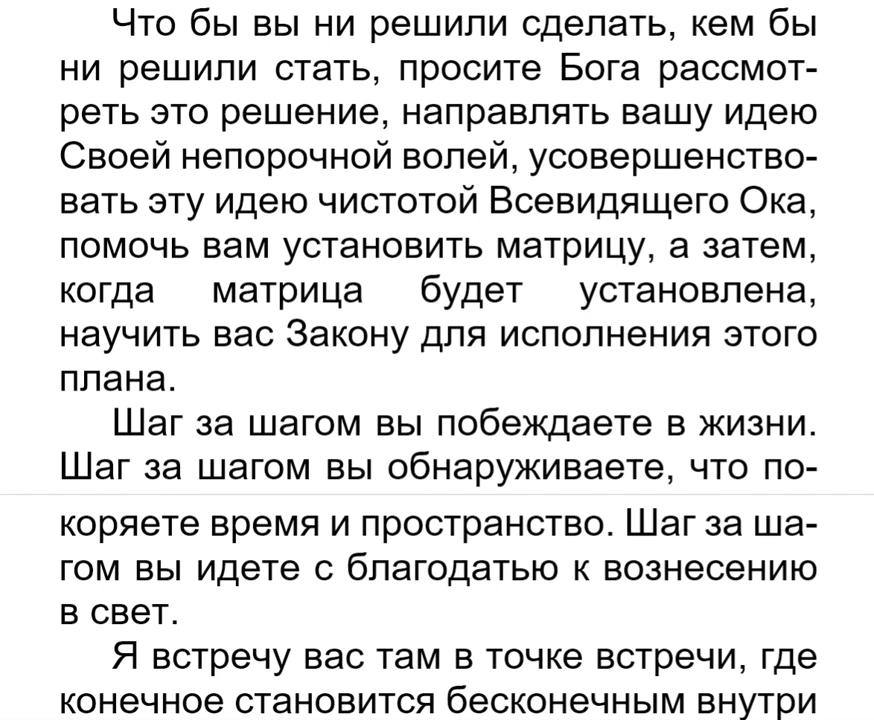 Что бы вы ни решили сделать, кем бы
ни решили стать, просите Бога рассмот-
реть это решение, направлять вашу идею
Своей непорочной волей, усовершенство-
вать эту идею чистотой Всевидящего Ока,
помочь вам установить матрицу, а затем,
когда матрица будет установлена,
научить вас Закону для исполнения этого
плана.
Шаг за шагом вы побеждаете в жизни.
Шаг за шагом вы обнаруживаете, что по-
коряете время и пространство. Шаг за ша-
гом вы идете с благодатью к вознесению
в свет.
Я встречу вас там в точке встречи, где
конечное становится бесконечным внутри